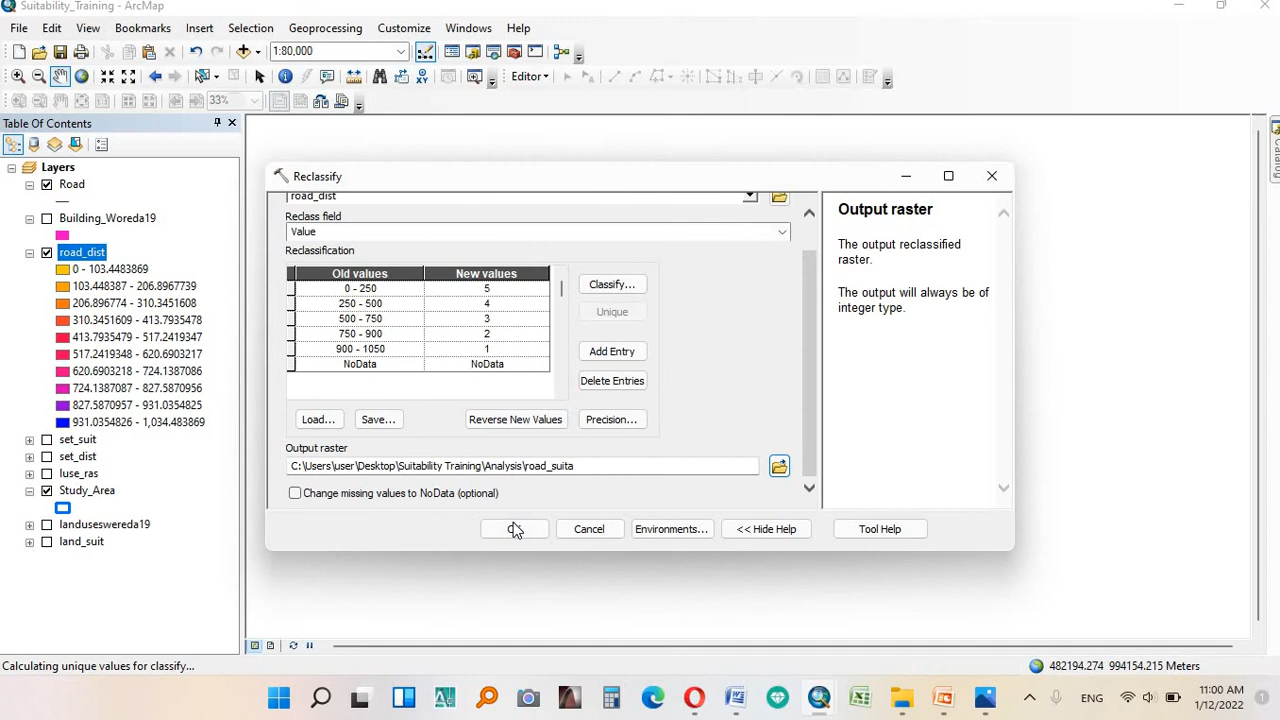 Suitability_Training - ArcMap
File Edit View Bookmarks Insert Selection Geoprocessing Customize Windows Help
1:80,000
Editor
33%
Table Of Contents
Layers
Road
Building_Woreda19
road_dist
0 - 103.4483869
103.448387 - 206.8967739
206.896774 - 310.3451608
310.3451609 - 413.7935478
413.7935479 - 517.2419347
517.2419348 - 620.6903217
620.6903218 - 724.1387086
724.1387087 - 827.5870956
827.5870957 - 931.0354825
931.0354826 - 1,034.483869
set_suit
set_dist
luse_ras
Study_Area
landuseswereda19
land_suit
Catalog
Reclassify
road_dist
Reclass field
Value
Reclassification
Old values New values
0 - 250 5
250 - 500 4
500 - 750 3
750 - 900 2
900 - 1050 1
NoData NoData
Classify...
Unique
Add Entry
Delete Entries
Load... Save... Reverse New Values Precision...
Output raster
C:\Users\user\Desktop\Suitability Training\Analysis\road_suita
Change missing values to NoData (optional)
Cancel Environments... << Hide Help Tool Help
Output raster
The output reclassified
raster.
The output will always be of
integer type.
Calculating unique values for classify...
482194.274 994154.215 Meters
ENG
11:00 AM
1/12/2022